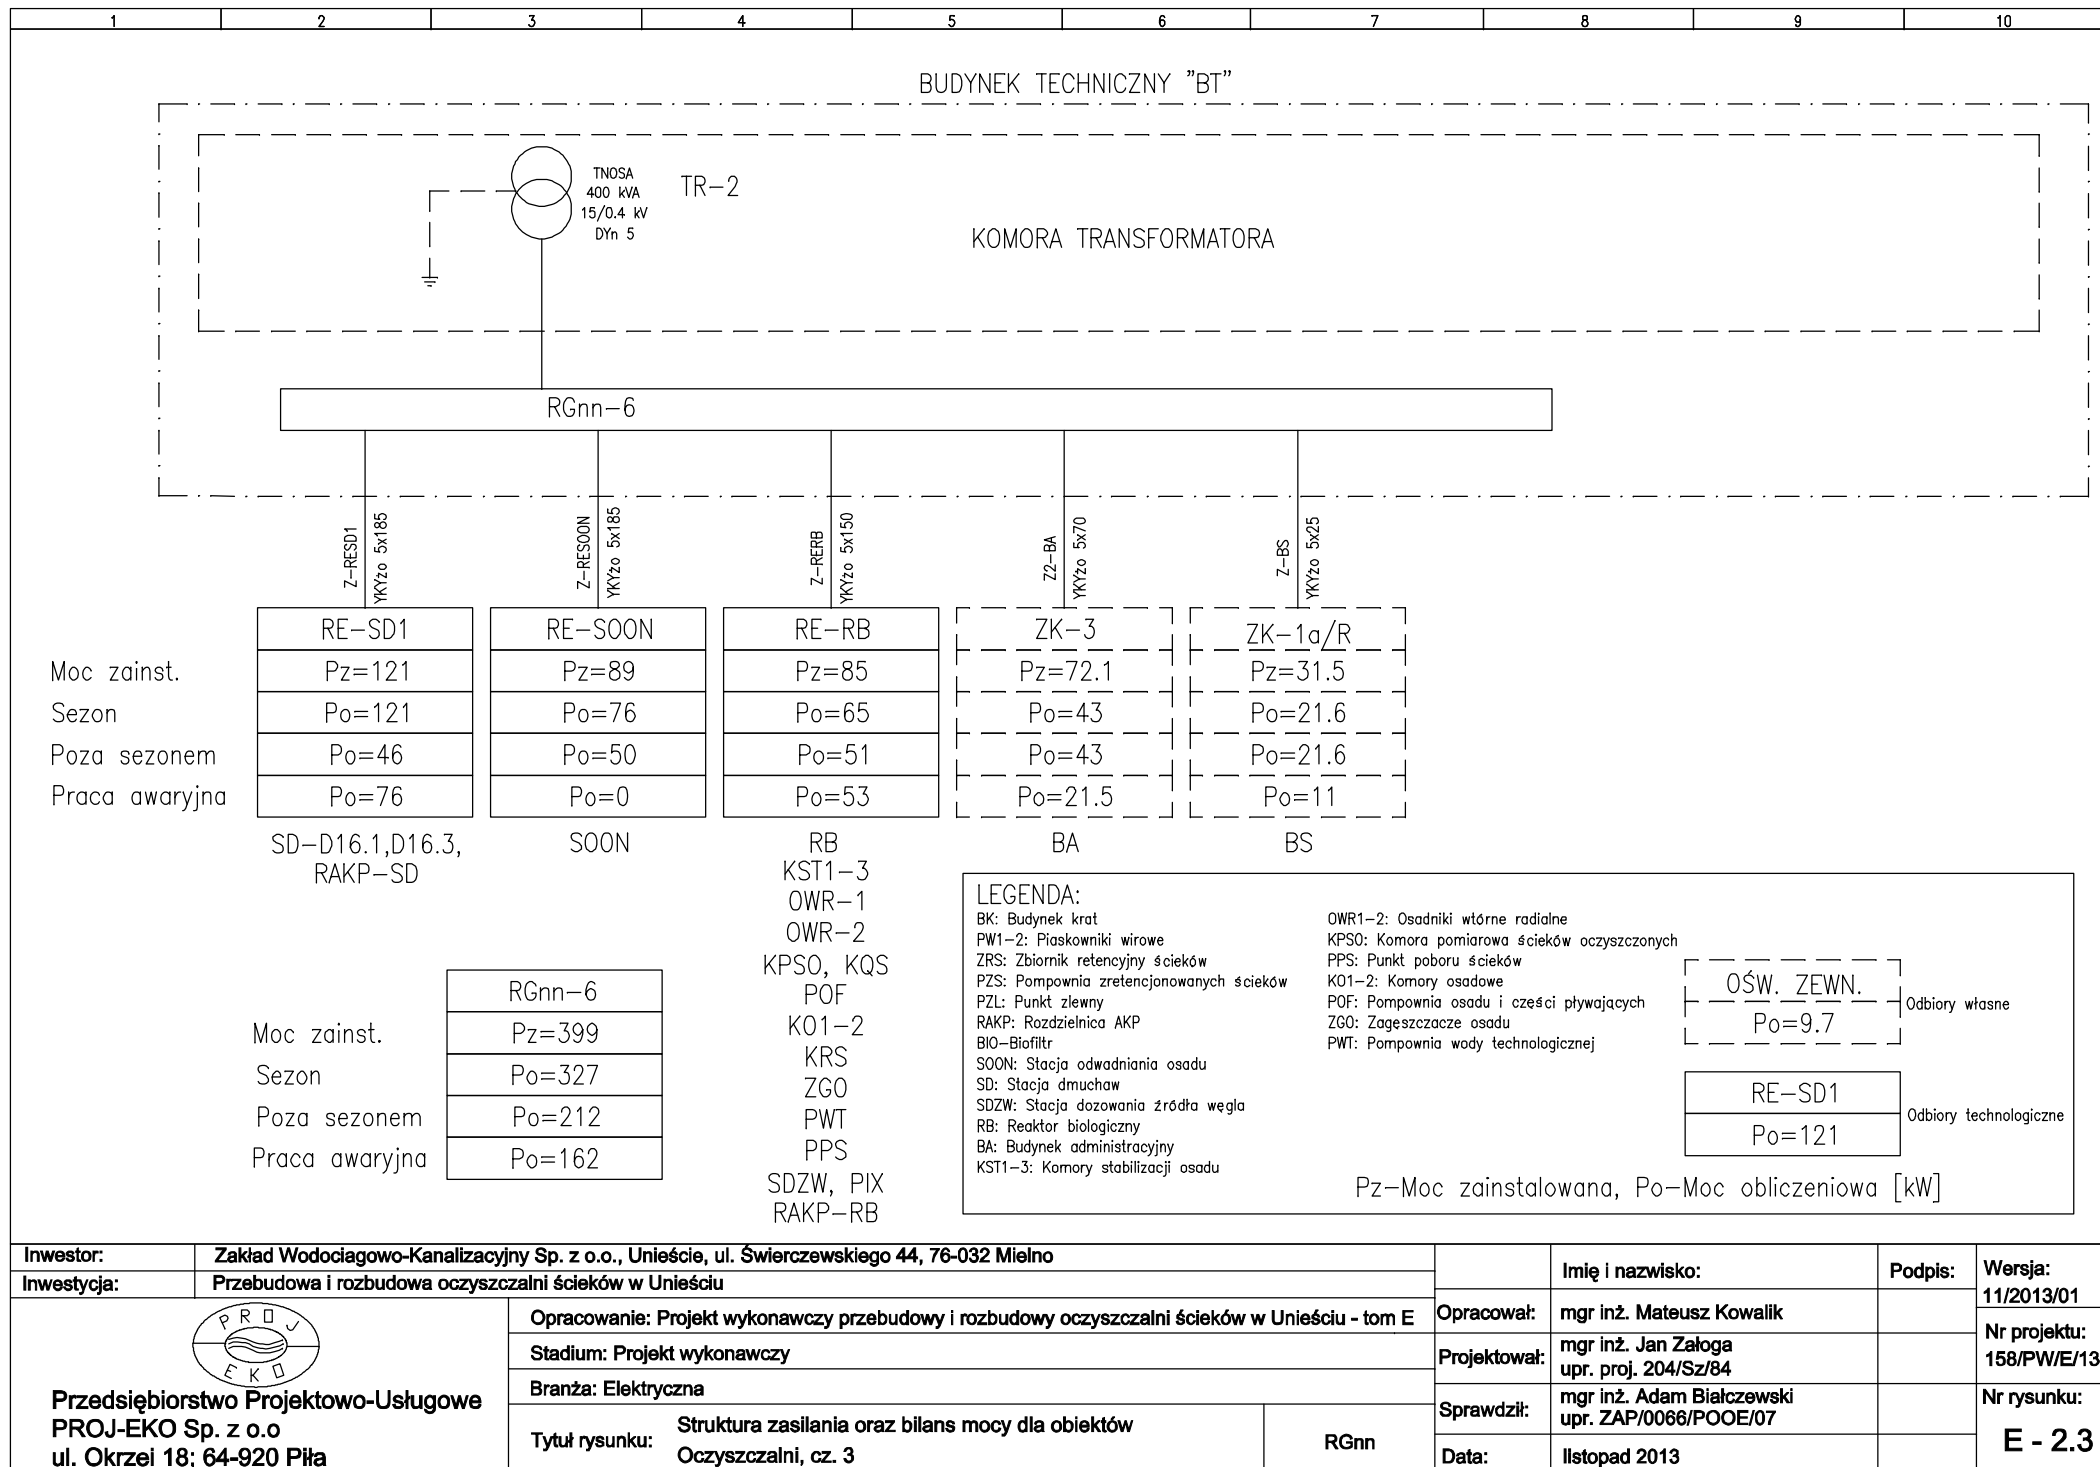 1 2 3 4 5 6 7 8 9 10
BUDYNEK TECHNICZNY "BT"
TNOSA
400 kVA
15/0.4 kV
DYn 5
TR-2
KOMORA TRANSFORMATORA
RGnn-6
Z-RESD1
YKYżo 5x185
Z-RESOON
YKYżo 5x185
Z-RERB
YKYżo 5x150
Z2-BA
YKYżo 5x70
Z-BS
YKYżo 5x25
RE-SD1 RE-SOON RE-RB ZK-3 ZK-1a/R
Moc zainst. Pz=121 Pz=89 Pz=85 Pz=72.1 Pz=31.5
Sezon Po=121 Po=76 Po=65 Po=43 Po=21.6
Poza sezonem Po=46 Po=50 Po=51 Po=43 Po=21.6
Praca awaryjna Po=76 Po=0 Po=53 Po=21.5 Po=11
SD-D16.1,D16.3,
RAKP-SD
SOON
RB
KST1-3
OWR-1
OWR-2
KPSO, KQS
POF
KO1-2
KRS
ZGO
PWT
PPS
SDZW, PIX
RAKP-RB
BA
BS
RGnn-6
Moc zainst. Pz=399
Sezon Po=327
Poza sezonem Po=212
Praca awaryjna Po=162
LEGENDA:
BK: Budynek krat
PW1-2: Piaskowniki wirowe
ZRS: Zbiornik retencyjny ścieków
PZS: Pompownia zretencjonowanych ścieków
PZL: Punkt zlewny
RAKP: Rozdzielnica AKP
BIO-Biofiltr
SOON: Stacja odwadniania osadu
SD: Stacja dmuchaw
SDZW: Stacja dozowania źródła węgla
RB: Reaktor biologiczny
BA: Budynek administracyjny
KST1-3: Komory stabilizacji osadu
OWR1-2: Osadniki wtórne radialne
KPSO: Komora pomiarowa ścieków oczyszczonych
PPS: Punkt poboru ścieków
KO1-2: Komory osadowe
POF: Pompownia osadu i części pływających
ZGO: Zagęszczacze osadu
PWT: Pompownia wody technologicznej
OŚW. ZEWN.
Po=9.7
Odbiory własne
RE-SD1
Po=121
Odbiory technologiczne
Pz-Moc zainstalowana, Po-Moc obliczeniowa [kW]
Inwestor: Zakład Wodociagowo-Kanalizacyjny Sp. z o.o., Unieście, ul. Świerczewskiego 44, 76-032 Mielno
Inwestycja: Przebudowa i rozbudowa oczyszczalni ścieków w Unieściu
PROJ
EKO
Przedsiębiorstwo Projektowo-Usługowe
PROJ-EKO Sp. z o.o
ul. Okrzei 18; 64-920 Piła
Opracowanie: Projekt wykonawczy przebudowy i rozbudowy oczyszczalni ścieków w Unieściu - tom E
Stadium: Projekt wykonawczy
Branża: Elektryczna
Tytuł rysunku: Struktura zasilania oraz bilans mocy dla obiektów
Oczyszczalni, cz. 3
RGnn
Imię i nazwisko: Podpis:
Opracował: mgr inż. Mateusz Kowalik
Projektował: mgr inż. Jan Załoga
upr. proj. 204/Sz/84
Sprawdził: mgr inż. Adam Białczewski
upr. ZAP/0066/POOE/07
Data: listopad 2013
Wersja:
11/2013/01
Nr projektu:
158/PW/E/13
Nr rysunku:
E - 2.3